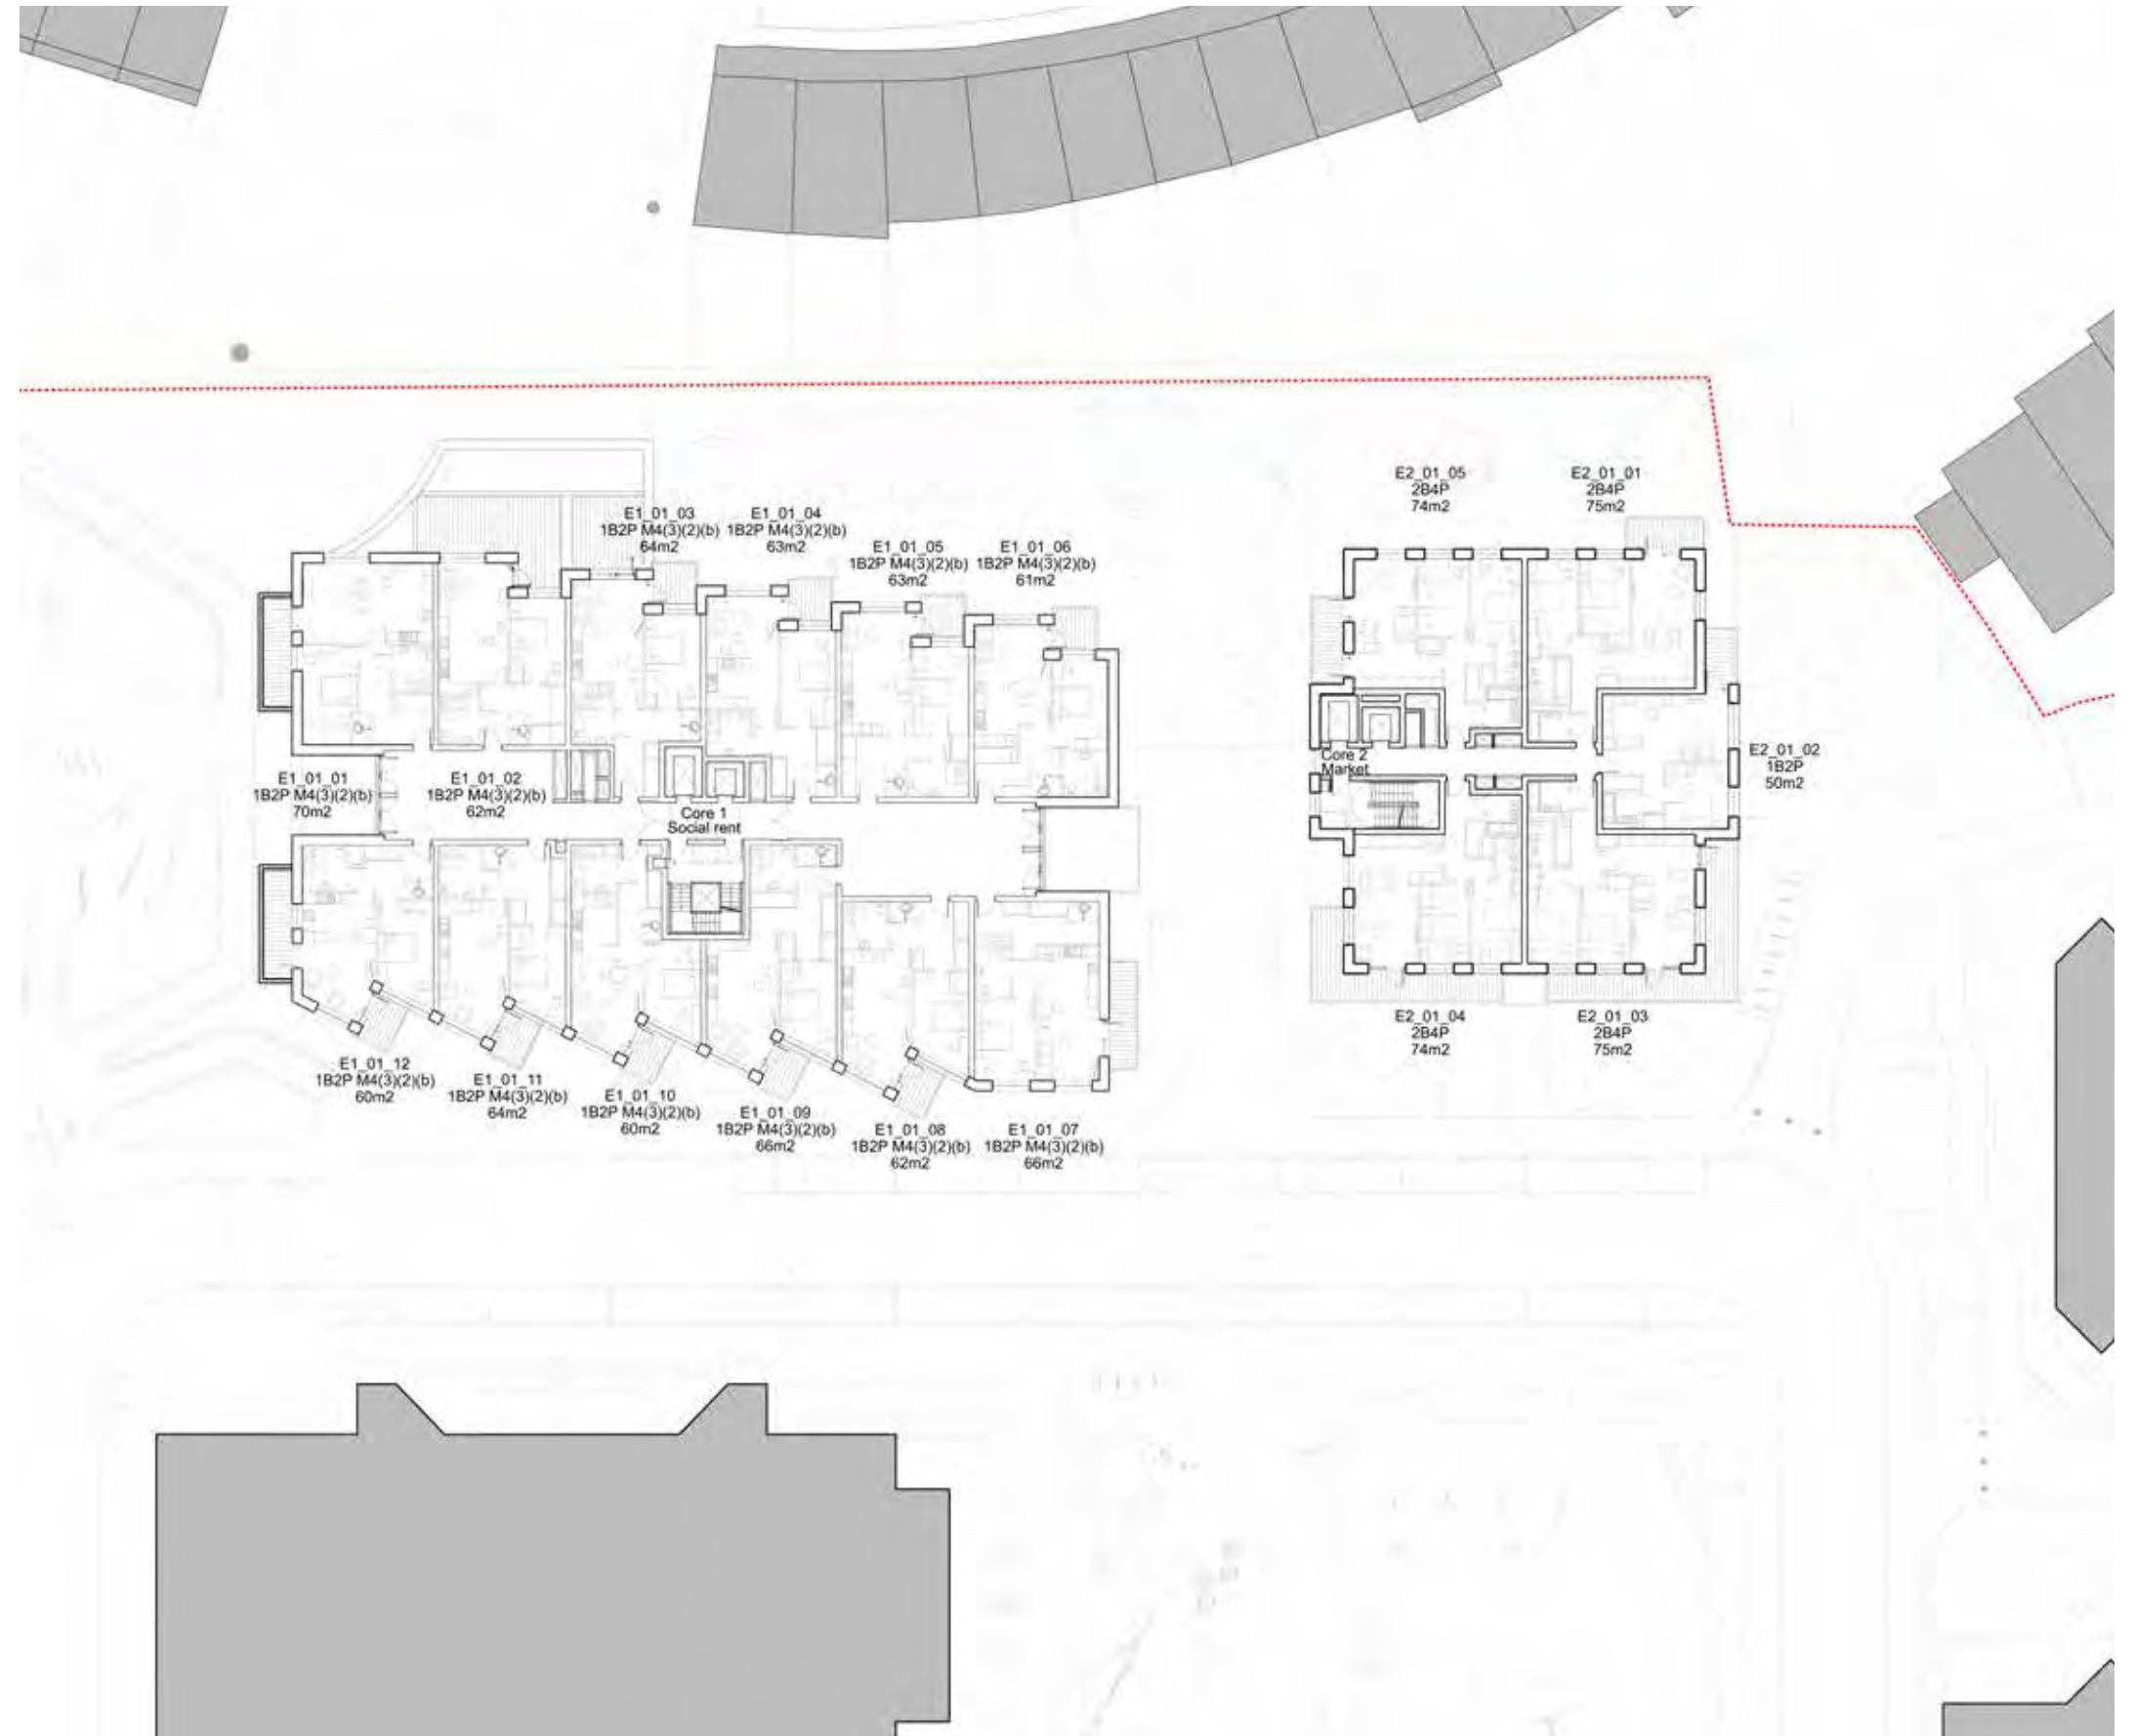 E2_01_05
2B4P
74m2
E2_01_01
2B4P
75m2
E1_01_03
1B2P M4(3)(2)(b)
64m2
E1_01_04
1B2P M4(3)(2)(b)
63m2
E1_01_05
1B2P M4(3)(2)(b)
63m2
E1_01_06
1B2P M4(3)(2)(b)
61m2
E1_01_01
1B2P M4(3)(2)(b)
70m2
E1_01_02
1B2P M4(3)(2)(b)
62m2
Core 1
Social rent
Core 2
Market
E2_01_02
1B2P
50m2
E2_01_04
2B4P
74m2
E2_01_03
2B4P
75m2
E1_01_12
1B2P M4(3)(2)(b)
60m2
E1_01_11
1B2P M4(3)(2)(b)
64m2
E1_01_10
1B2P M4(3)(2)(b)
60m2
E1_01_09
1B2P M4(3)(2)(b)
66m2
E1_01_08
1B2P M4(3)(2)(b)
62m2
E1_01_07
1B2P M4(3)(2)(b)
66m2